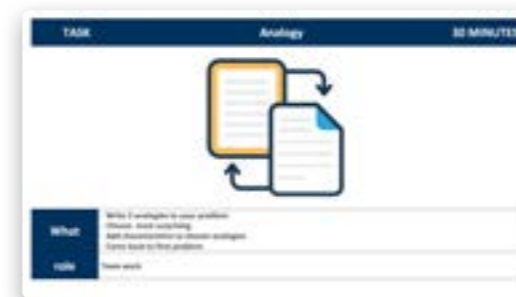 TASK Analogy 30 MINUTES
What
Write 3 analogies to your problem
Choose most surprising
Add characteristics to chosen analogies
Come back to first problem
role
Team work